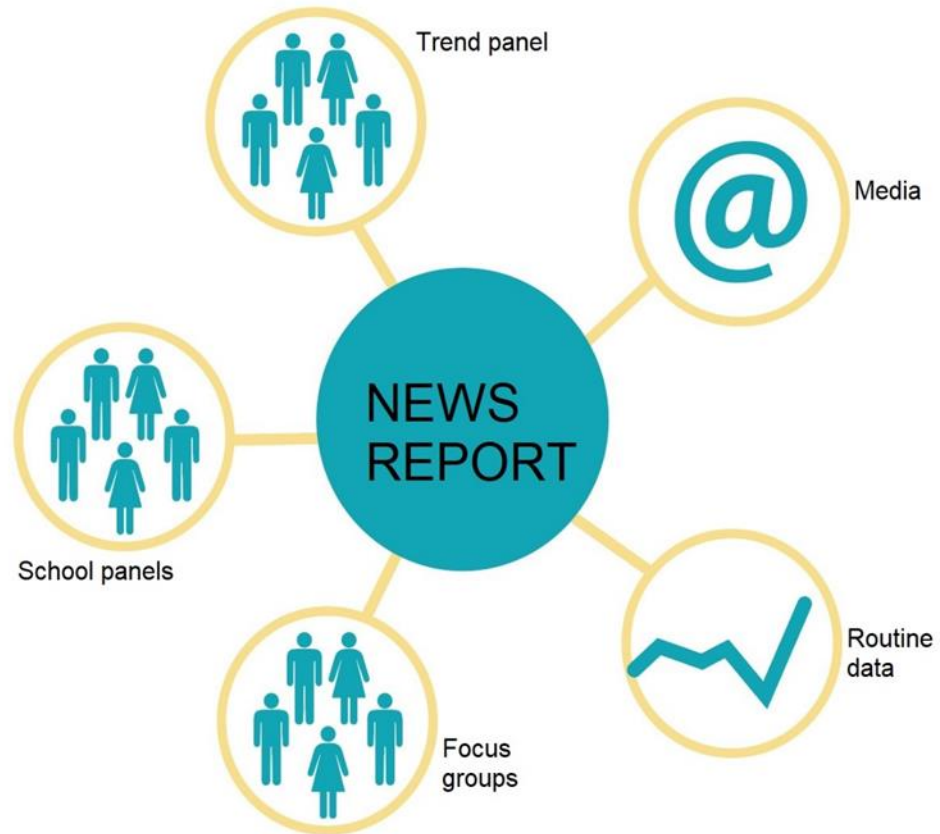 Trend panel
@
Media
NEWS
REPORT
School panels
Routine
data
Focus
groups